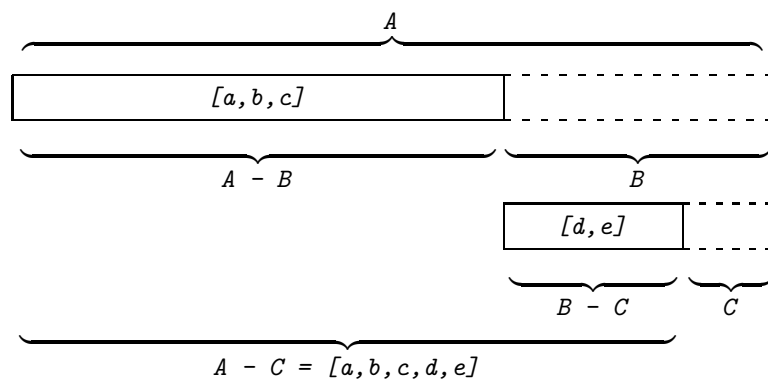 A
[a,b,c]
A - B
B
[d,e]
B - C
C
A - C = [a,b,c,d,e]